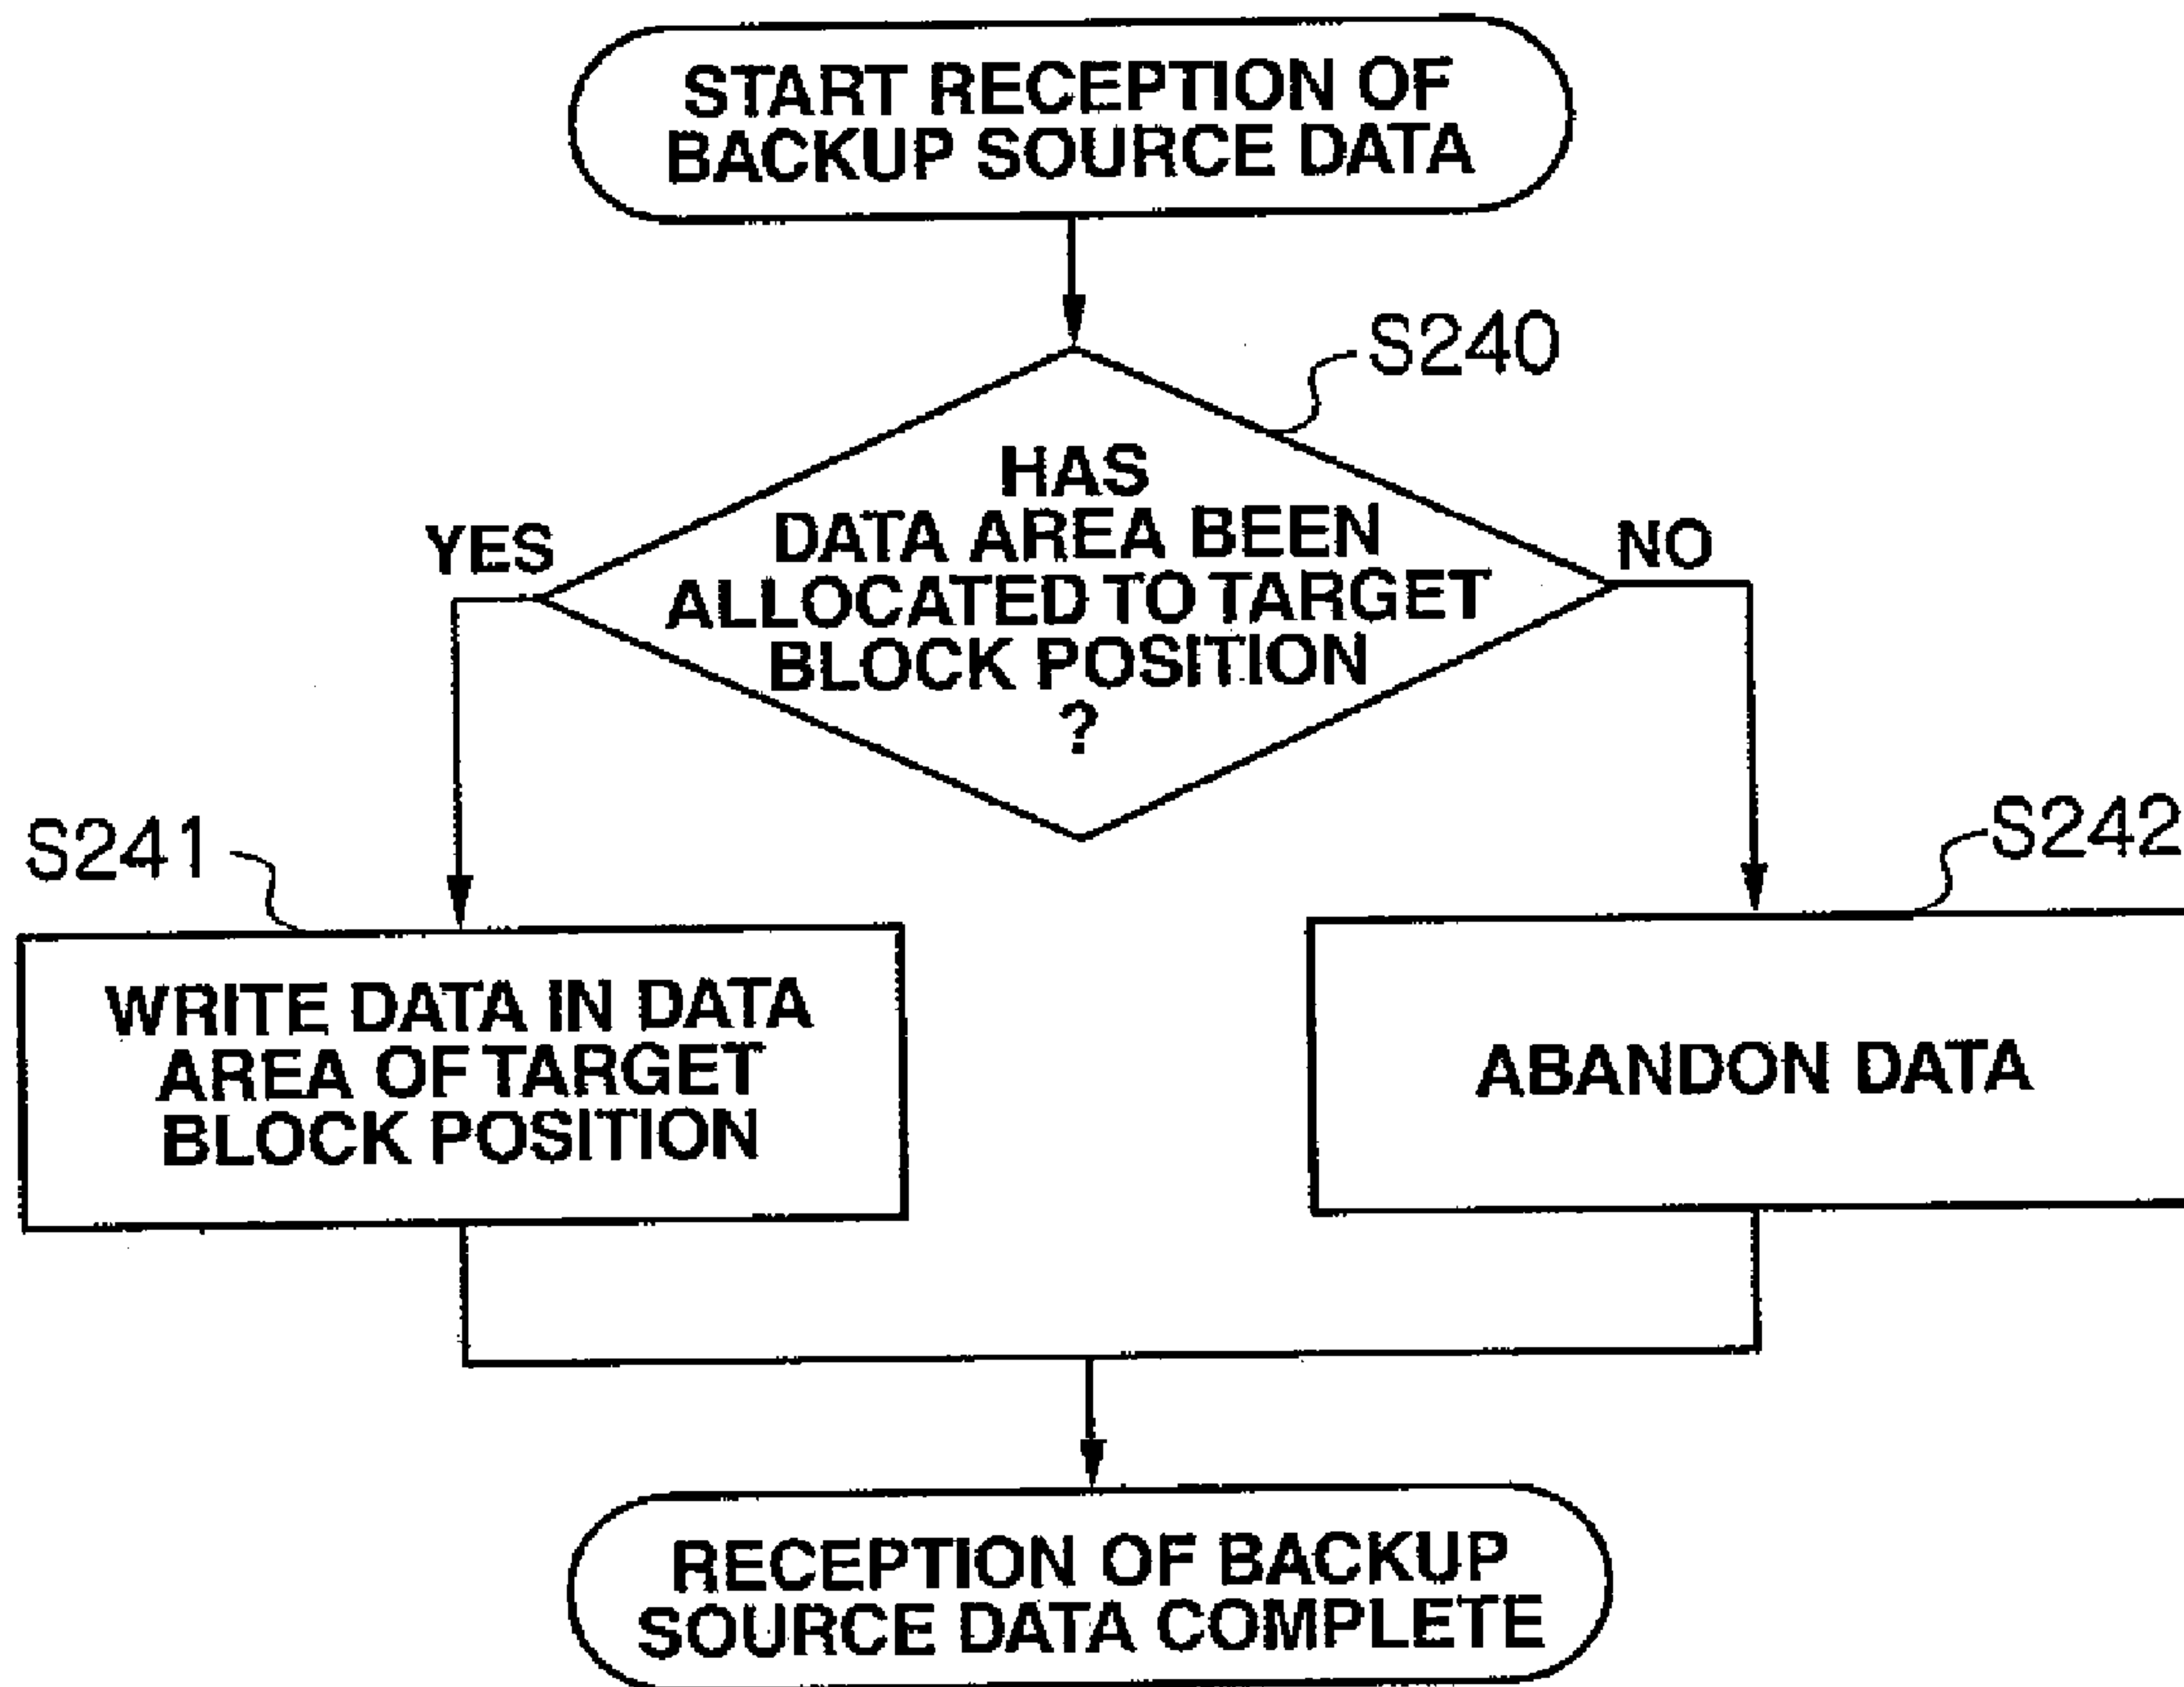 START RECEPTION OF
BACKUP SOURCE DATA
S240
HAS
DATA AREA BEEN
ALLOCATED TO TARGET
BLOCK POSITION
?
YES
NO
S241
S242
WRITE DATA IN DATA
AREA OF TARGET
BLOCK POSITION
ABANDON DATA
RECEPTION OF BACKUP
SOURCE DATA COMPLETE